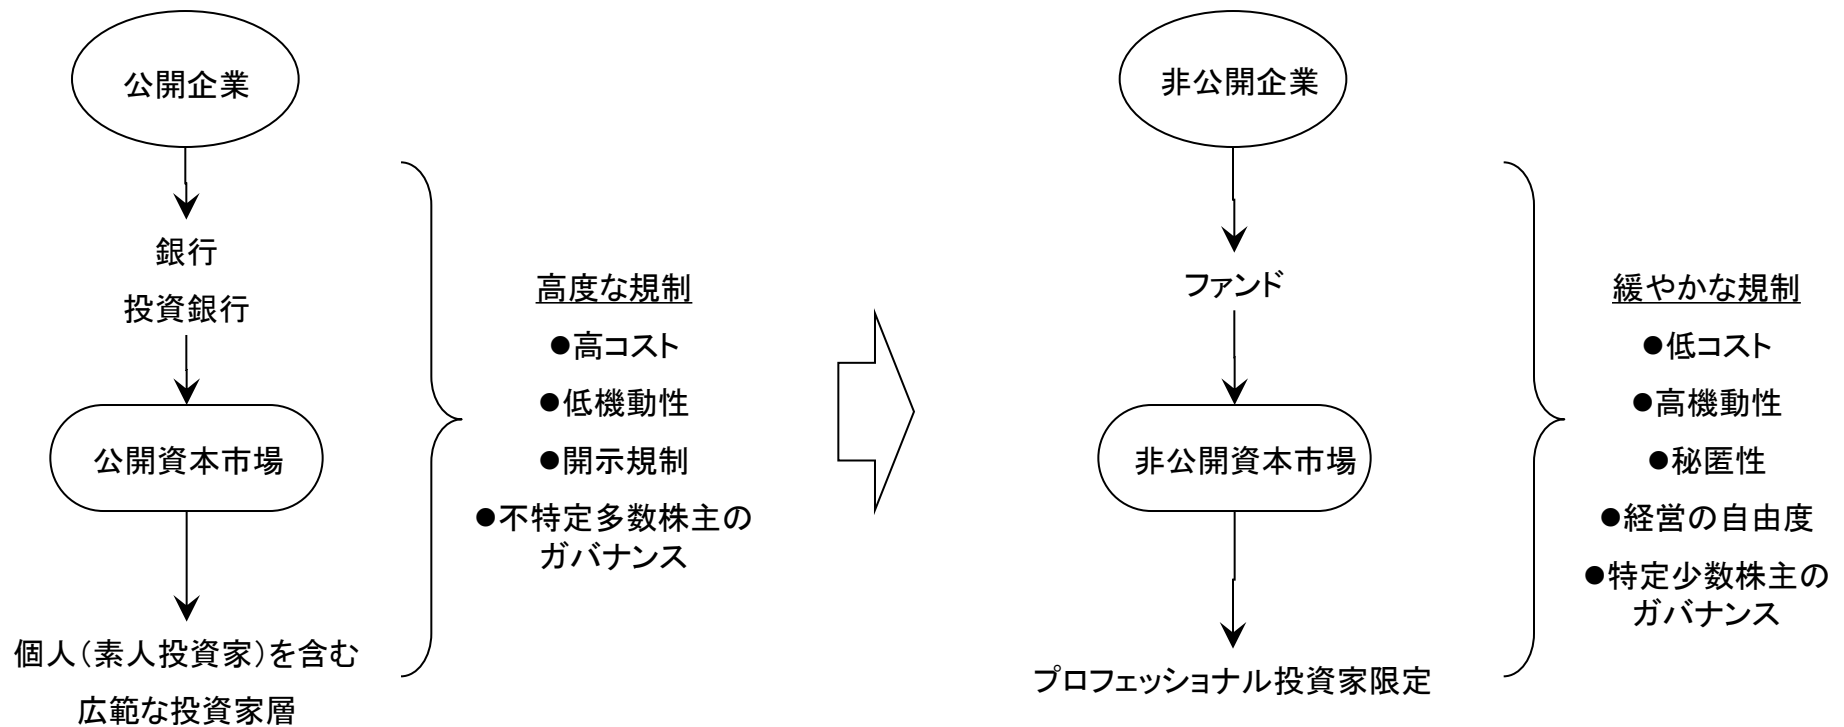 公開企業
銀行
投資銀行
公開資本市場
個人（素人投資家）を含む
広範な投資家層
高度な規制
●高コスト
●低機動性
●開示規制
●不特定多数株主の
ガバナンス
非公開企業
ファンド
非公開資本市場
プロフェッショナル投資家限定
緩やかな規制
●低コスト
●高機動性
●秘匿性
●経営の自由度
●特定少数株主の
ガバナンス